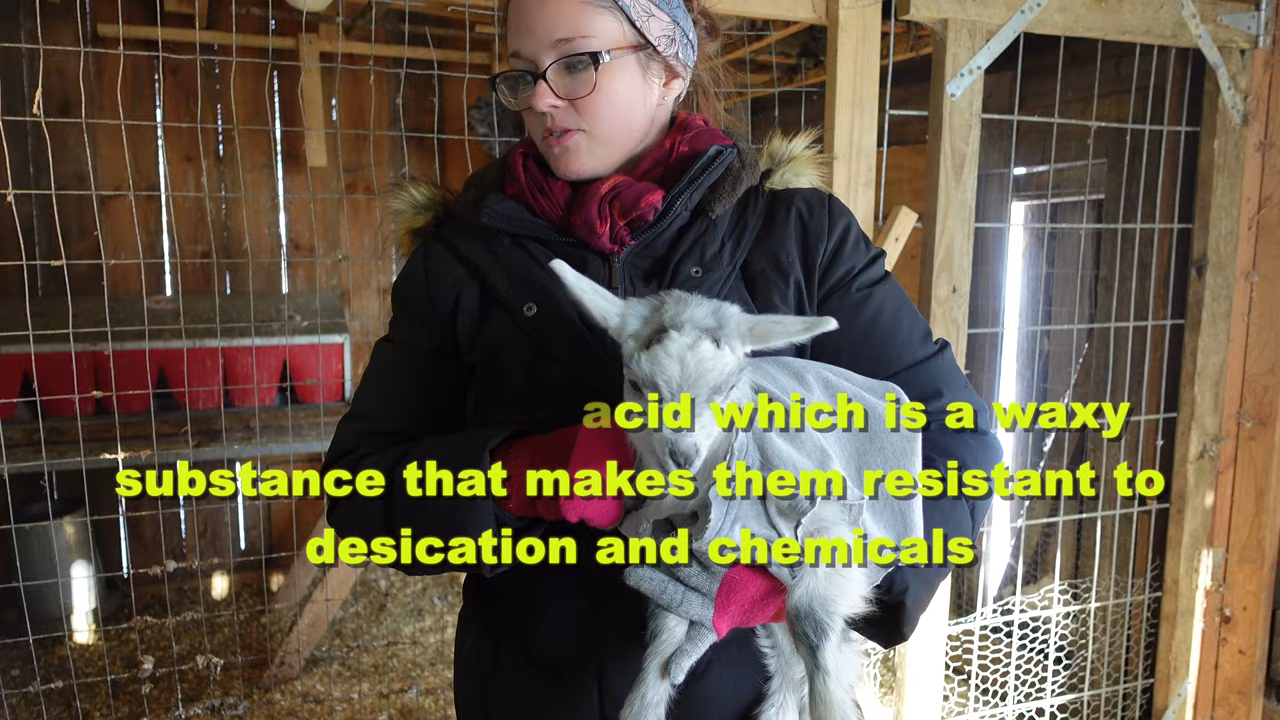 acid which is a waxy
substance that makes them resistant to
desication and chemicals